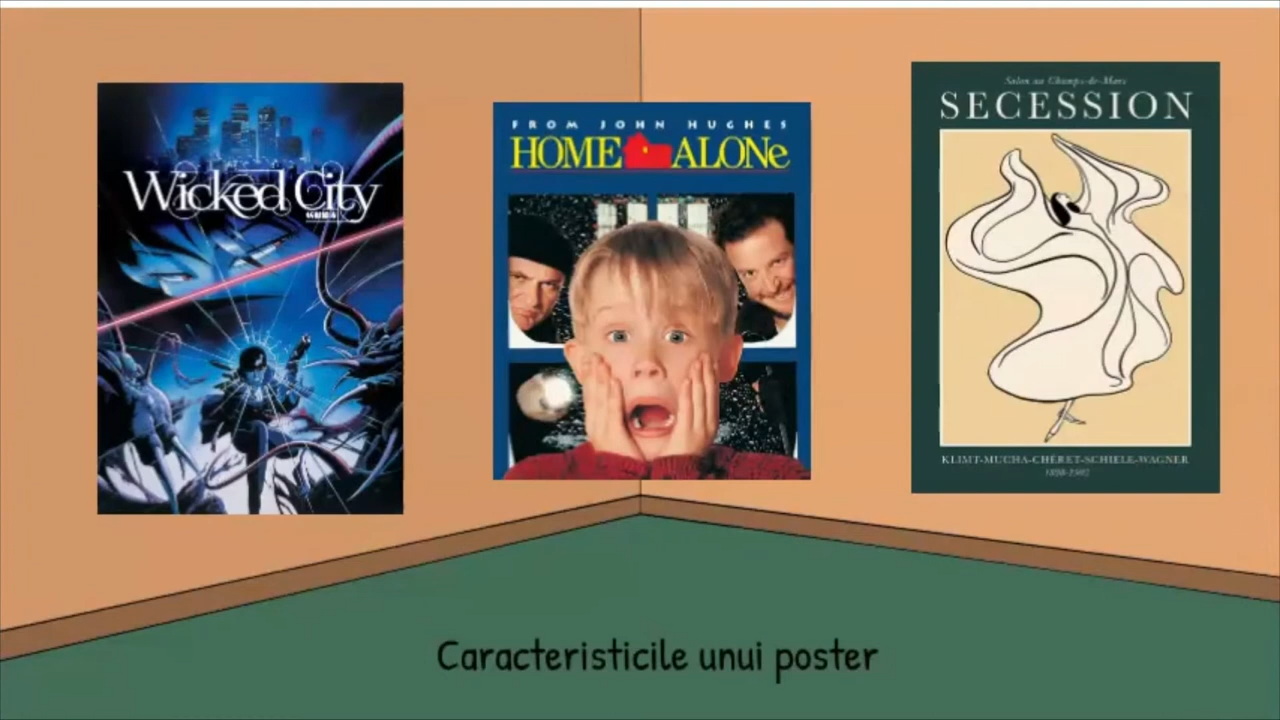 Wicked City
FROM JOHN HUGHES
HOME ALONe
Salon au Champs-de-Mars
SECESSION
KLIMT-MUCHA-CHÉRET-SCHIELE-WAGNER
Caracteristicile unui poster